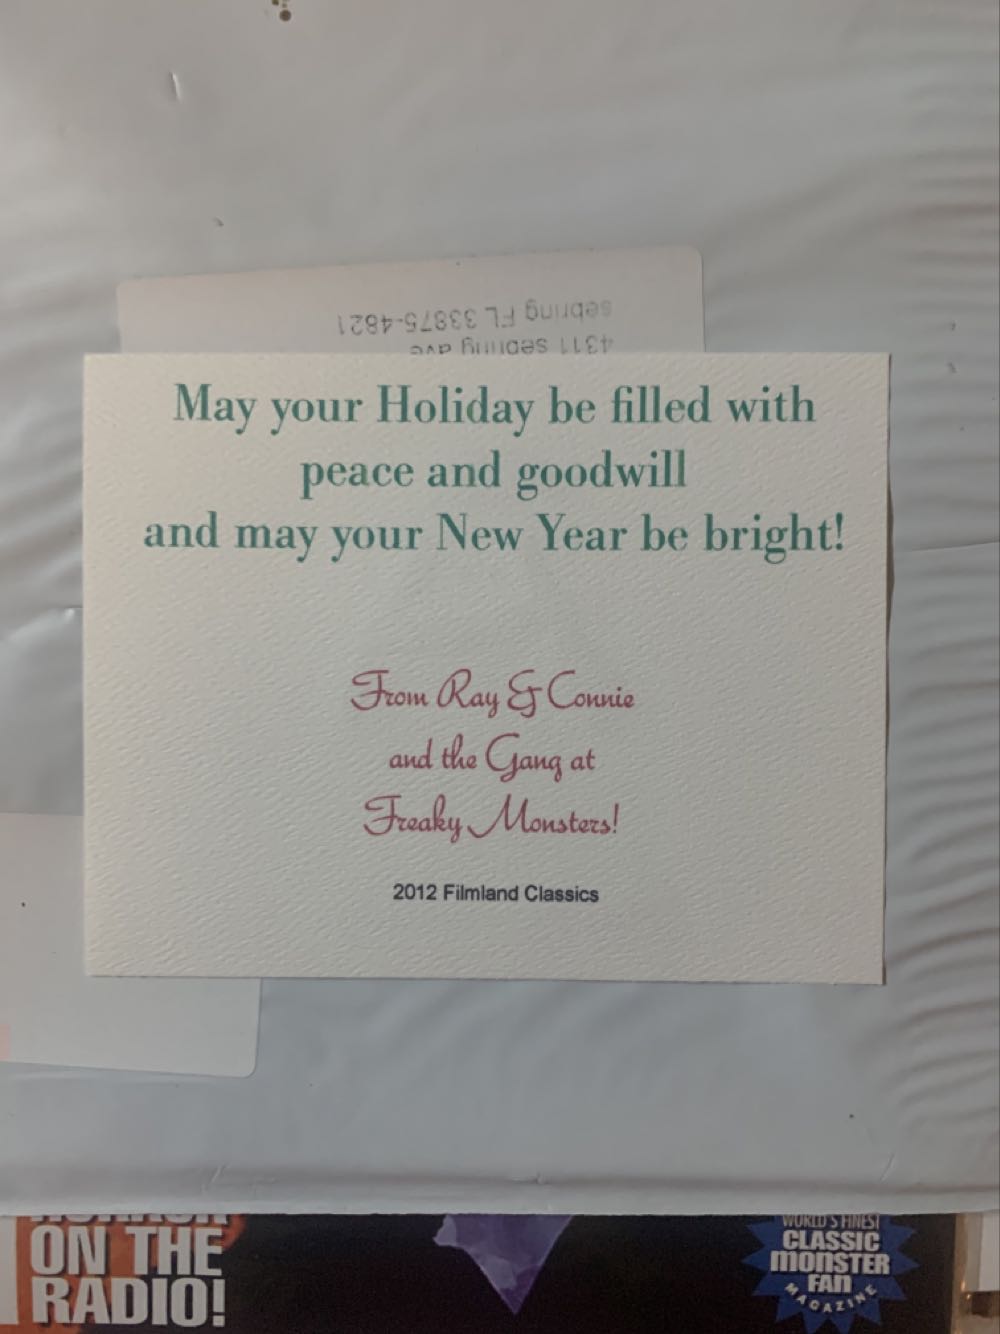 sebring FL 33875-4821
4311 sebring ave
May your Holiday be filled with
peace and goodwill
and may your New Year be bright!
From Ray & Connie
and the Gang at
Freaky Monsters!
2012 Filmland Classics
HORROR
ON THE
RADIO!
WORLD'S FINEST
CLASSIC
MONSTER
FAN
MAGAZINE